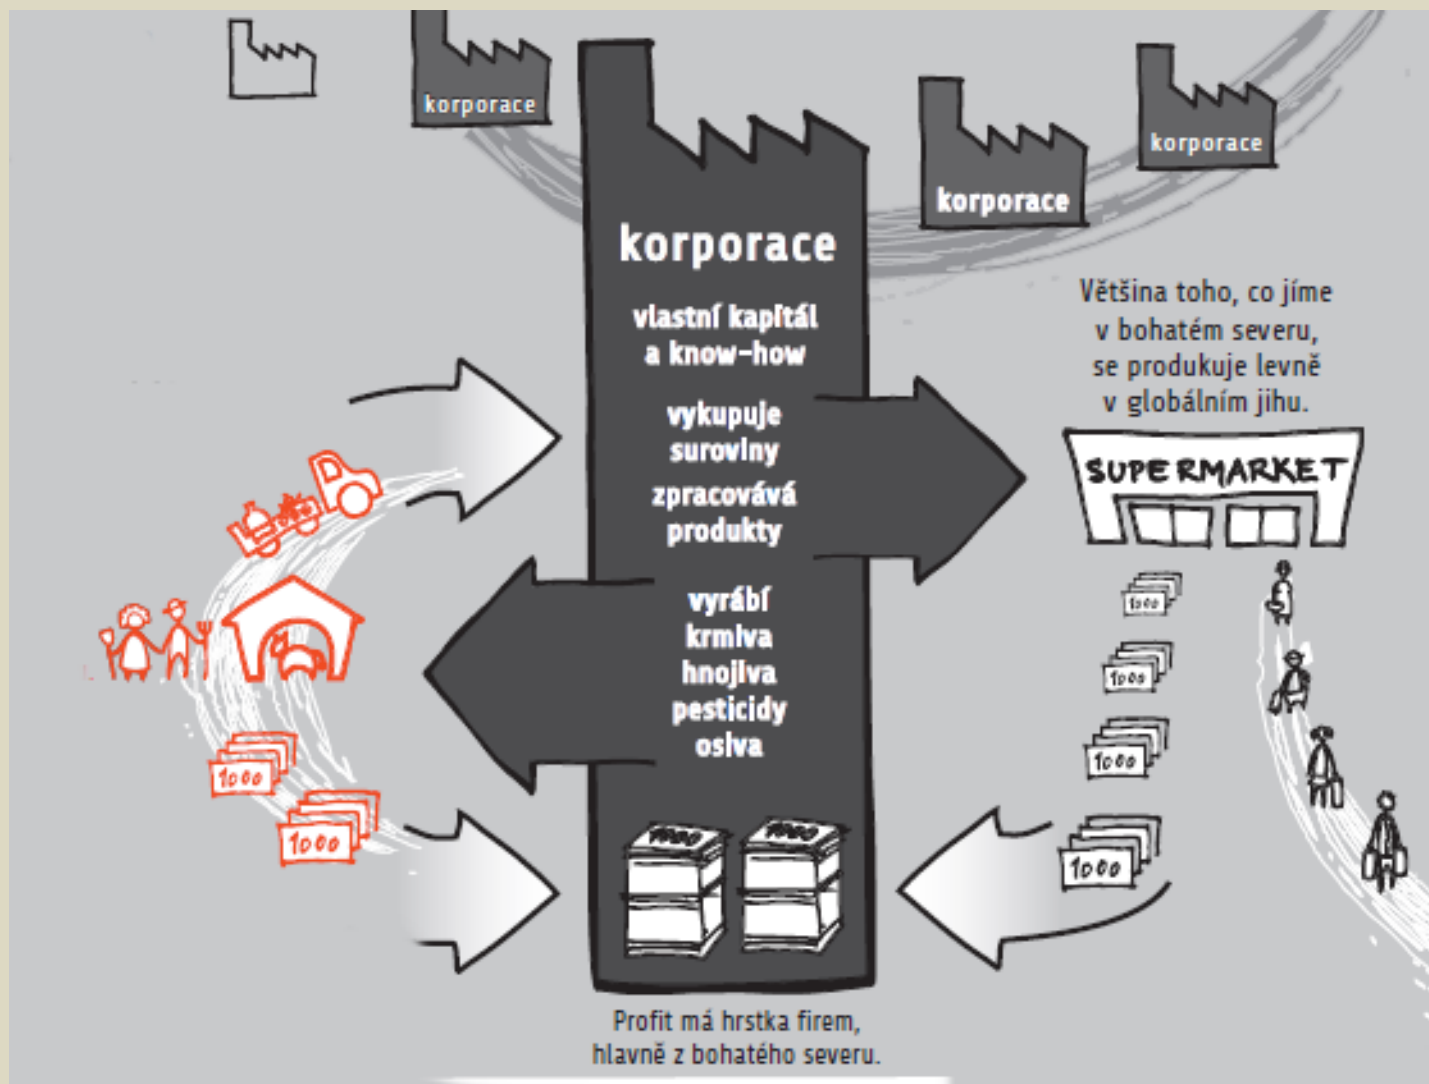 korporace
korporace
korporace
korporace
vlastní kapitál
a know-how
vykupuje
suroviny
zpracovává
produkty
vyrábí
krmiva
hnojiva
pesticidy
osiva
Většina toho, co jíme
v bohatém severu,
se produkuje levně
v globálním jihu.
SUPERMARKET
1000
1000
1000
1000
1000
1000
1000
1000
Profit má hrstka firem,
hlavně z bohatého severu.